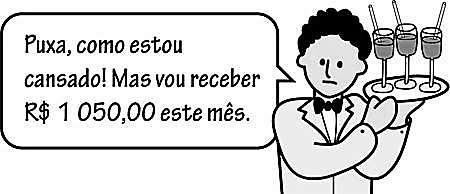 Puxa, como estou
cansado! Mas vou receber
R$ 1 050,00 este mês.